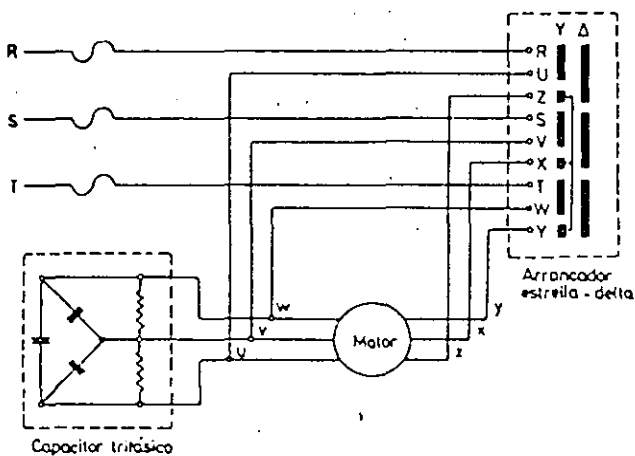 Y Δ
R
R
U
Z
S
S
V
X
T
T
W
Y
Arrancador
estrella - delta
w
v
u
Motor
y
x
z
Capacitor trifásico